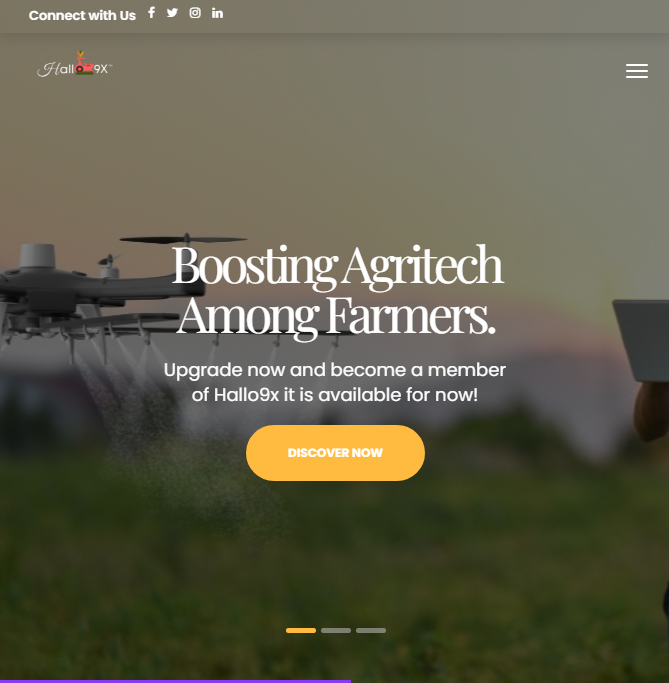 Connect with Us
Hallo9X
Boosting Agritech
Among Farmers.
Upgrade now and become a member
of Hallo9x it is available for now!
DISCOVER NOW